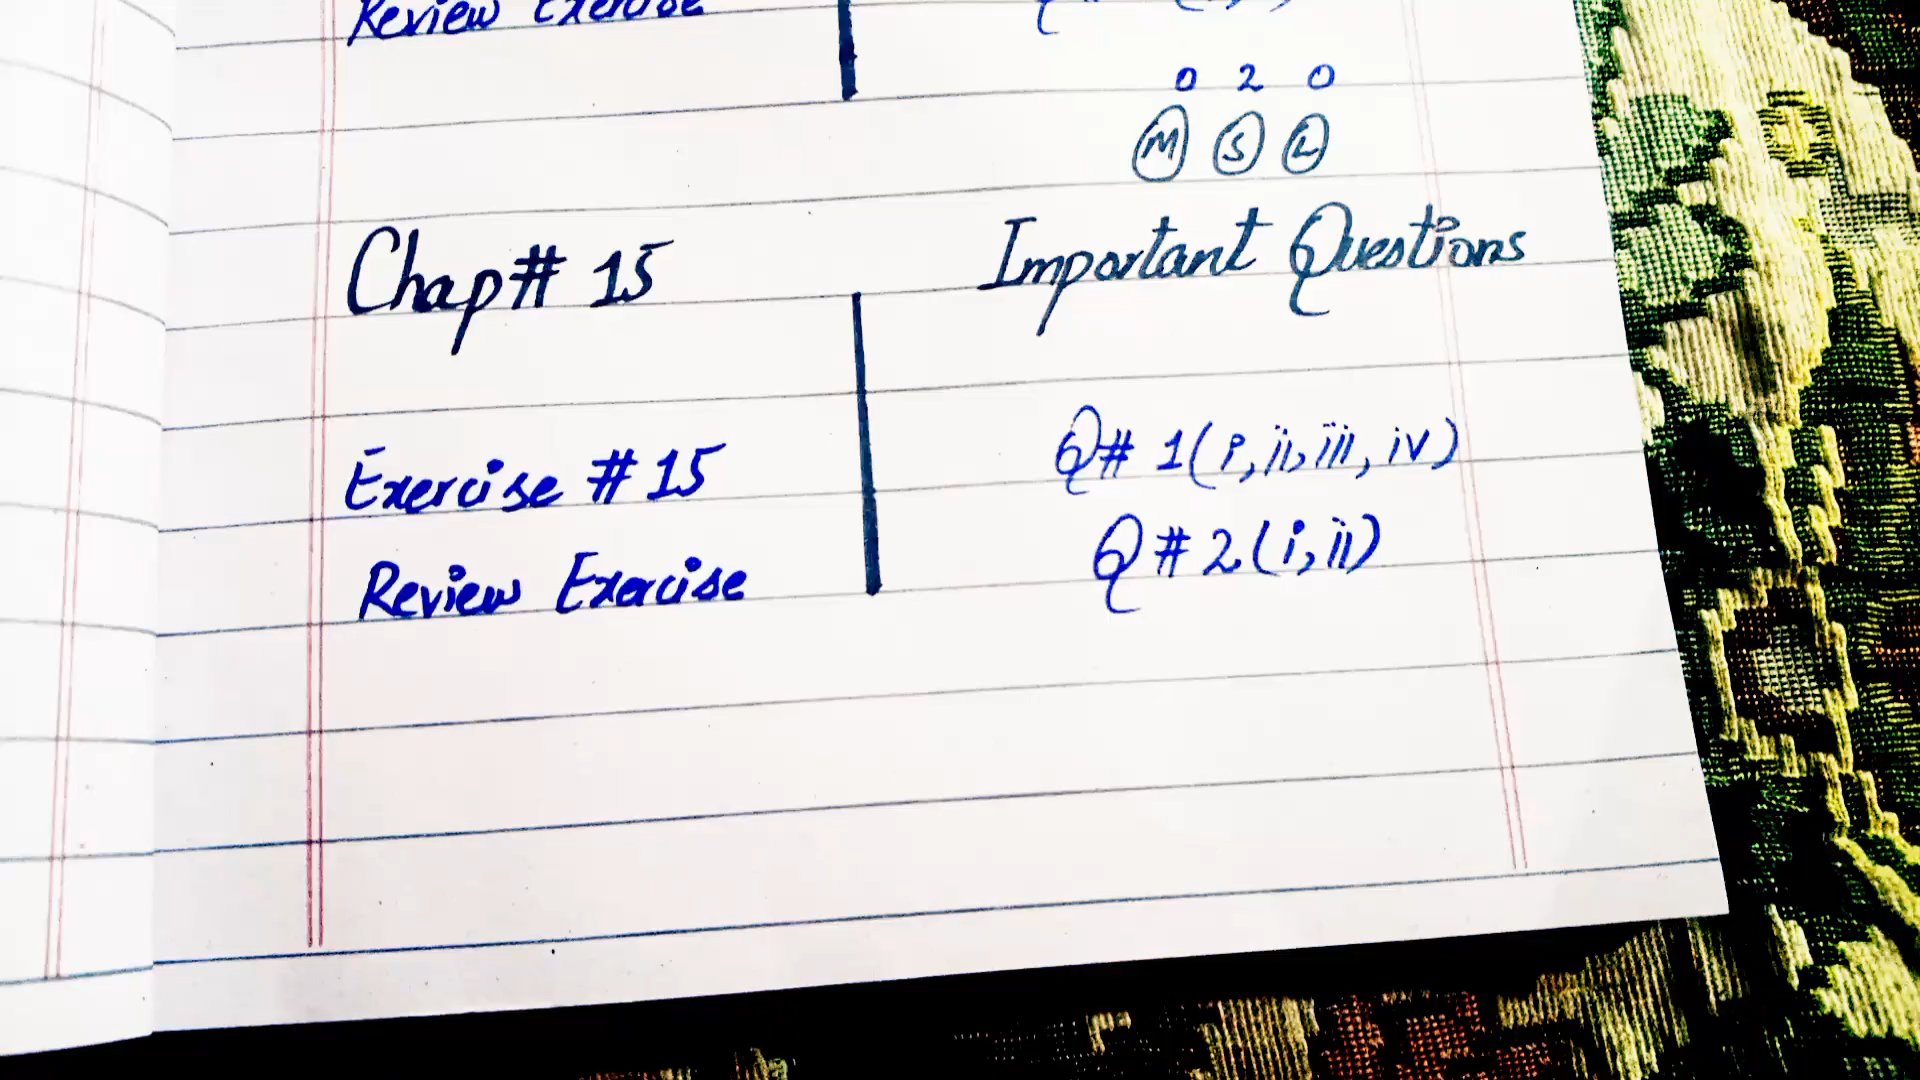 Review Exercise
0 2 0
M S L
Chap# 15 Important Questions
Exercise # 15 Q# 1(i,ii,iii,iv)
Review Exercise Q# 2(i,ii)